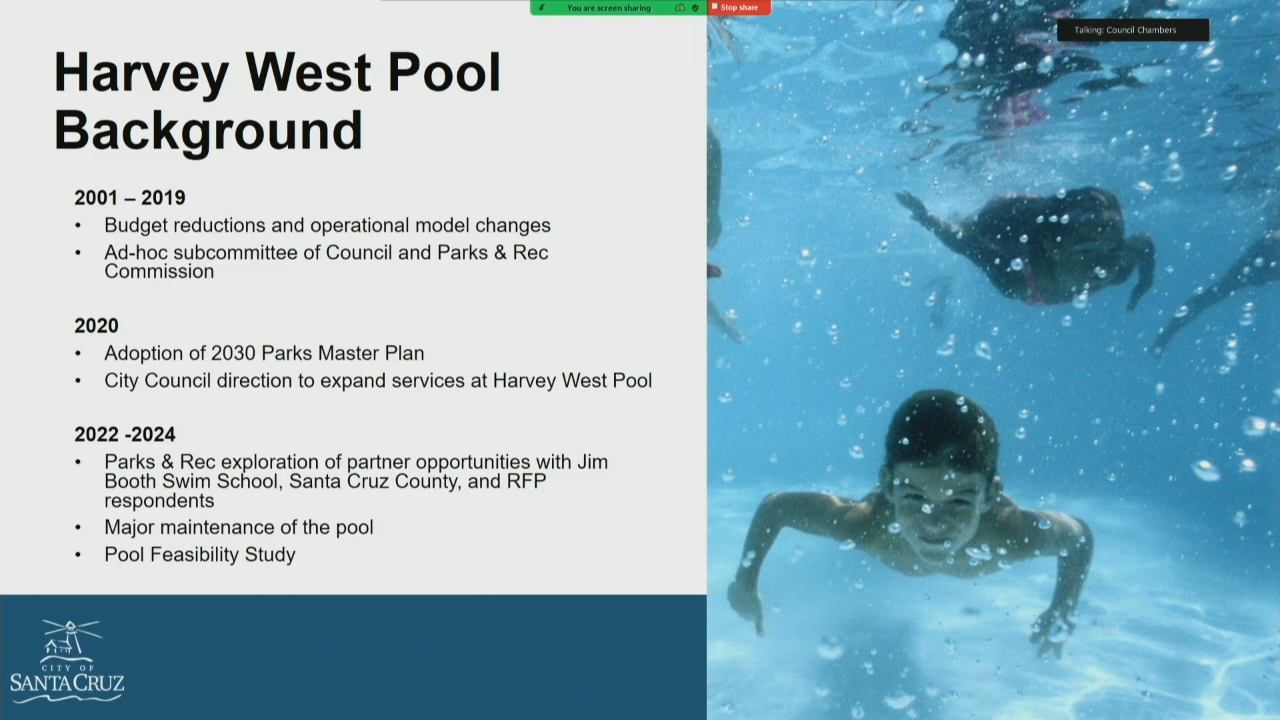 You are screen sharing
Stop share
Talking: Council Chambers
Harvey West Pool
Background
2001 – 2019
• Budget reductions and operational model changes
• Ad-hoc subcommittee of Council and Parks & Rec
Commission
2020
• Adoption of 2030 Parks Master Plan
• City Council direction to expand services at Harvey West Pool
2022 -2024
• Parks & Rec exploration of partner opportunities with Jim
Booth Swim School, Santa Cruz County, and RFP
respondents
• Major maintenance of the pool
• Pool Feasibility Study
CITY OF
SANTA CRUZ